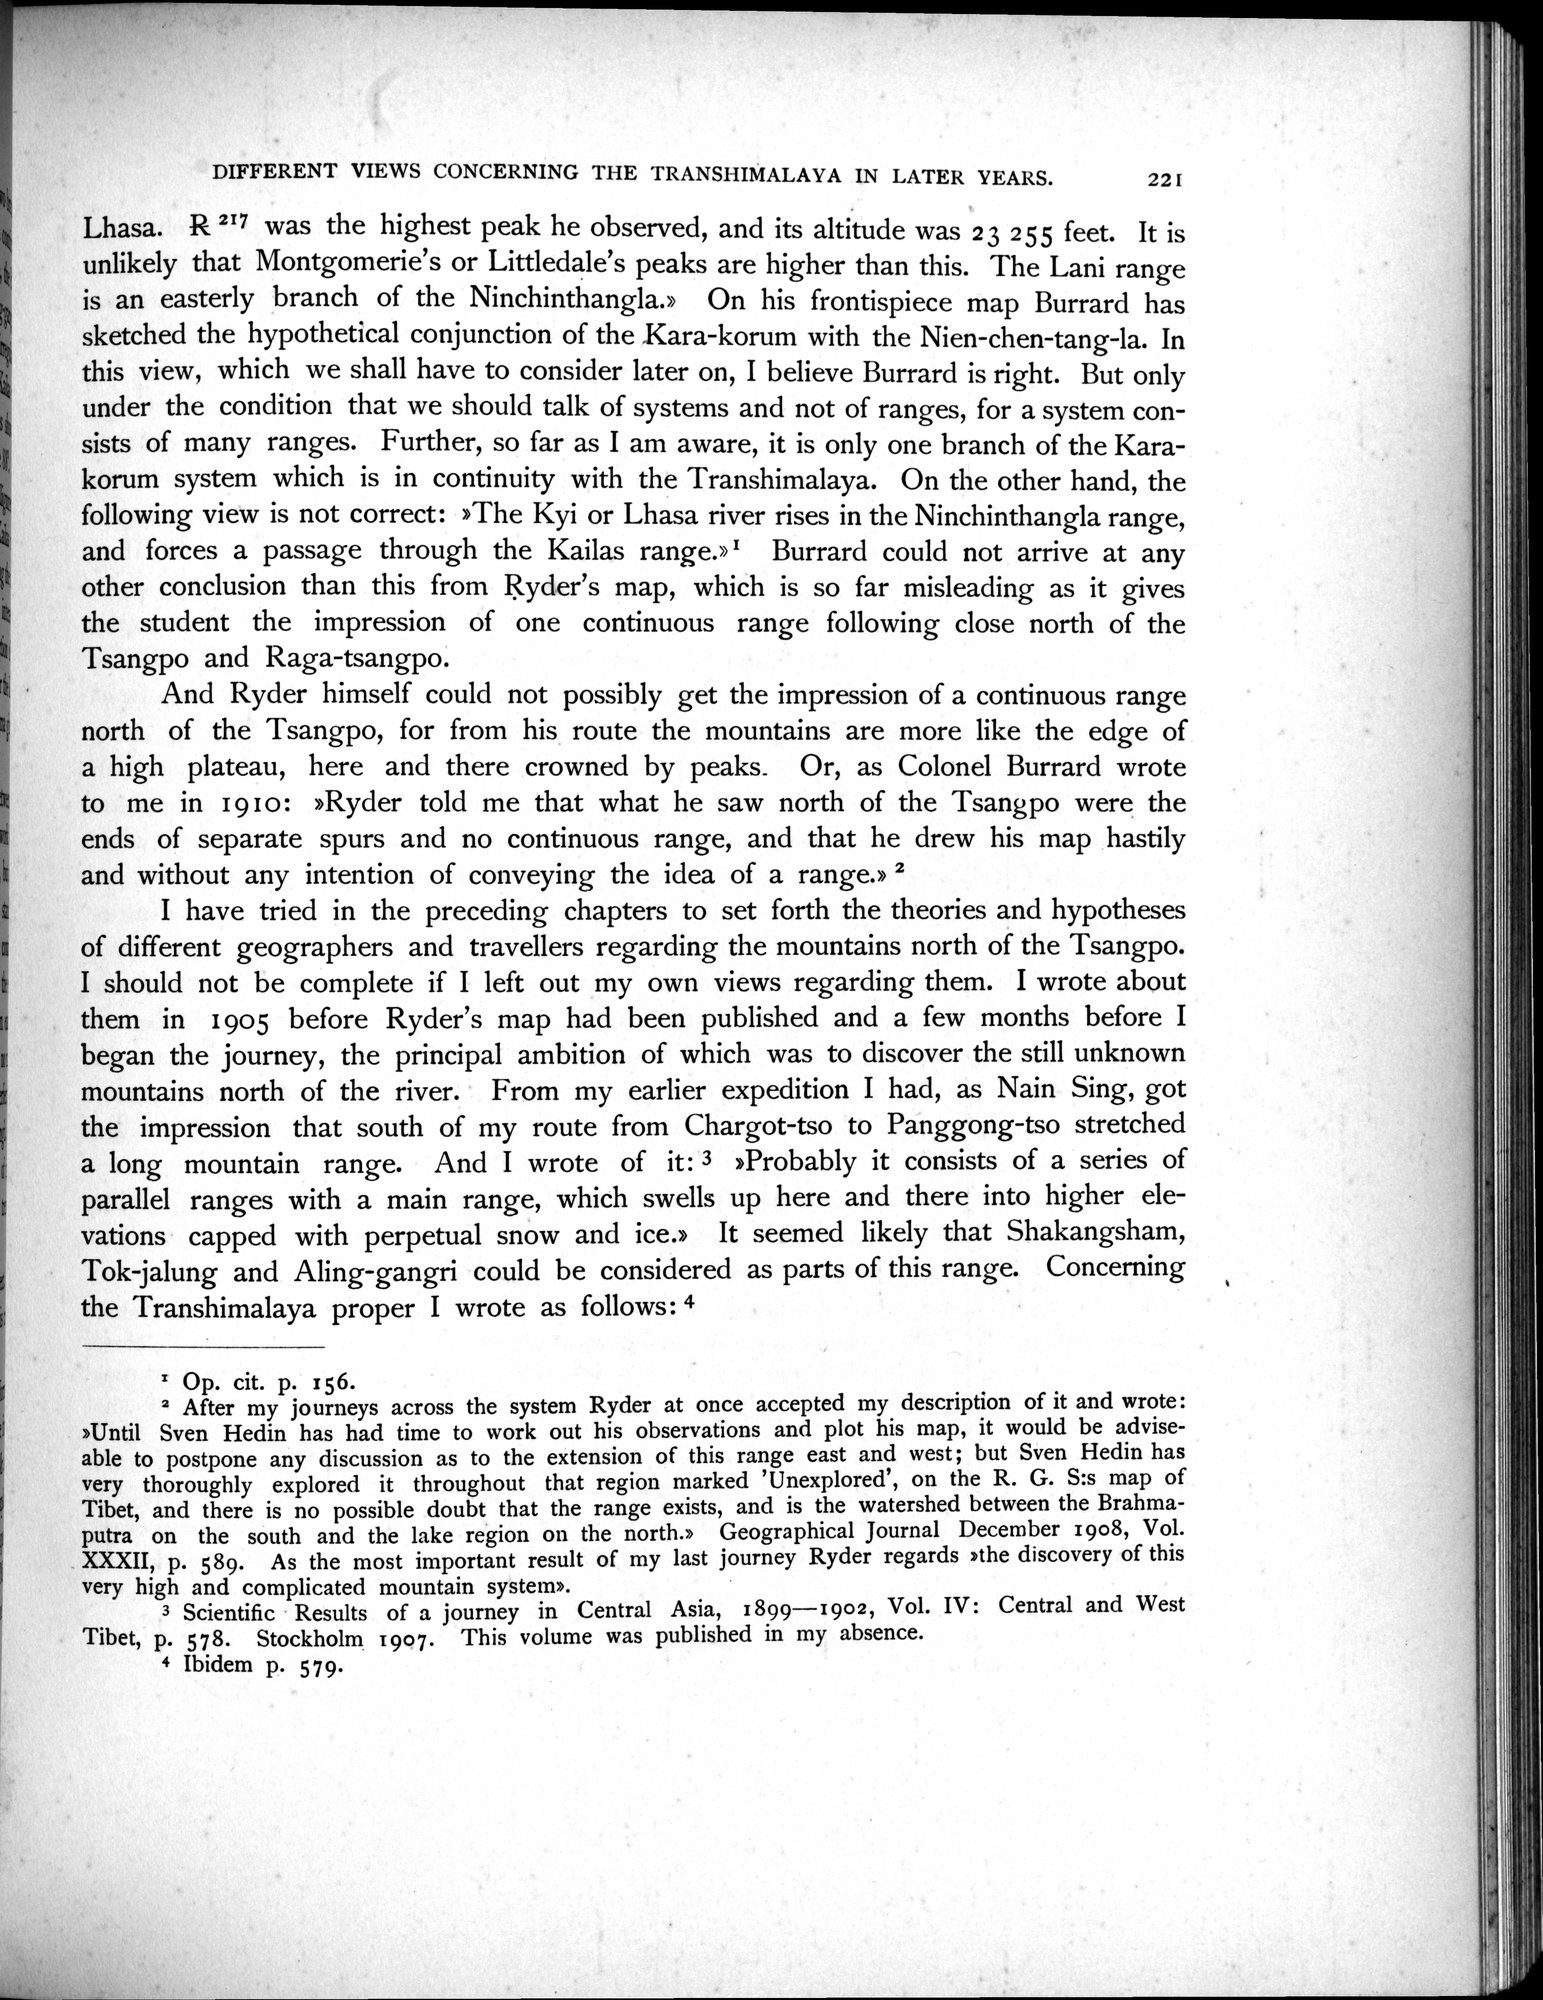 DIFFERENT VIEWS CONCERNING THE TRANSHIMALAYA IN LATER YEARS. 221
Lhasa. R 217 was the highest peak he observed, and its altitude was 23 255 feet. It is
unlikely that Montgomerie's or Littledale's peaks are higher than this. The Lani range
is an easterly branch of the Ninchinthangla.» On his frontispiece map Burrard has
sketched the hypothetical conjunction of the Kara-korum with the Nien-chen-tang-la. In
this view, which we shall have to consider later on, I believe Burrard is right. But only
under the condition that we should talk of systems and not of ranges, for a system con-
sists of many ranges. Further, so far as I am aware, it is only one branch of the Kara-
korum system which is in continuity with the Transhimalaya. On the other hand, the
following view is not correct: »The Kyi or Lhasa river rises in the Ninchinthangla range,
and forces a passage through the Kailas range.»¹ Burrard could not arrive at any
other conclusion than this from Ryder's map, which is so far misleading as it gives
the student the impression of one continuous range following close north of the
Tsangpo and Raga-tsangpo.
And Ryder himself could not possibly get the impression of a continuous range
north of the Tsangpo, for from his route the mountains are more like the edge of
a high plateau, here and there crowned by peaks. Or, as Colonel Burrard wrote
to me in 1910: »Ryder told me that what he saw north of the Tsangpo were the
ends of separate spurs and no continuous range, and that he drew his map hastily
and without any intention of conveying the idea of a range.» ²
I have tried in the preceding chapters to set forth the theories and hypotheses
of different geographers and travellers regarding the mountains north of the Tsangpo.
I should not be complete if I left out my own views regarding them. I wrote about
them in 1905 before Ryder's map had been published and a few months before I
began the journey, the principal ambition of which was to discover the still unknown
mountains north of the river. From my earlier expedition I had, as Nain Sing, got
the impression that south of my route from Chargot-tso to Panggong-tso stretched
a long mountain range. And I wrote of it: ³ »Probably it consists of a series of
parallel ranges with a main range, which swells up here and there into higher ele-
vations capped with perpetual snow and ice.» It seemed likely that Shakangsham,
Tok-jalung and Aling-gangri could be considered as parts of this range. Concerning
the Transhimalaya proper I wrote as follows: ⁴
¹ Op. cit. p. 156.
² After my journeys across the system Ryder at once accepted my description of it and wrote:
»Until Sven Hedin has had time to work out his observations and plot his map, it would be advise-
able to postpone any discussion as to the extension of this range east and west; but Sven Hedin has
very thoroughly explored it throughout that region marked 'Unexplored', on the R. G. S:s map of
Tibet, and there is no possible doubt that the range exists, and is the watershed between the Brahma-
putra on the south and the lake region on the north.» Geographical Journal December 1908, Vol.
XXXII, p. 589. As the most important result of my last journey Ryder regards »the discovery of this
very high and complicated mountain system».
³ Scientific Results of a journey in Central Asia, 1899—1902, Vol. IV: Central and West
Tibet, p. 578. Stockholm 1907. This volume was published in my absence.
⁴ Ibidem p. 579.